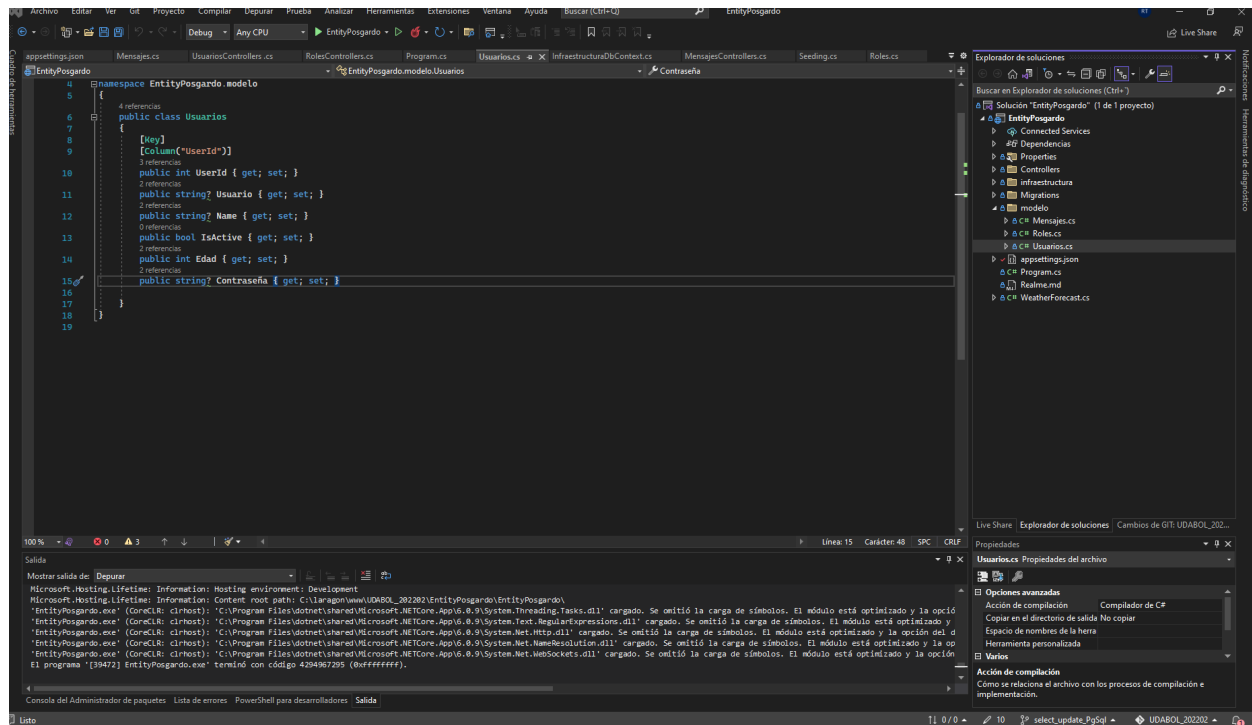 Archivo Editar Ver Git Proyecto Compilar Depurar Prueba Analizar Herramientas Extensiones Ventana Ayuda Buscar (Ctrl+Q) EntityPosgardo RT
Debug Any CPU EntityPosgardo Live Share
Cuadro de herramientas
appsettings.json Mensajes.cs UsuariosControllers .cs RolesControllers.cs Program.cs Usuarios.cs InfraestructuraDbContext.cs MensajesControllers.cs Seeding.cs Roles.cs
EntityPosgardo EntityPosgardo.modelo.Usuarios Contraseña
4 namespace EntityPosgardo.modelo
5 {
4 referencias
6 public class Usuarios
7 {
8 [Key]
9 [Column("UserId")]
3 referencias
10 public int UserId { get; set; }
2 referencias
11 public string? Usuario { get; set; }
2 referencias
12 public string? Name { get; set; }
0 referencias
13 public bool IsActive { get; set; }
2 referencias
14 public int Edad { get; set; }
2 referencias
15 public string? Contraseña { get; set; }
16
17 }
18 }
19
100 % 0 3 Línea: 15 Carácter: 48 SPC CRLF
Salida
Mostrar salida de: Depurar
Microsoft.Hosting.Lifetime: Information: Hosting environment: Development
Microsoft.Hosting.Lifetime: Information: Content root path: C:\laragon\www\UDABOL_202202\EntityPosgardo\EntityPosgardo\
'EntityPosgardo.exe' (CoreCLR: clrhost): 'C:\Program Files\dotnet\shared\Microsoft.NETCore.App\6.0.9\System.Threading.Tasks.dll' cargado. Se omitió la carga de símbolos. El módulo está optimizado y la opció
'EntityPosgardo.exe' (CoreCLR: clrhost): 'C:\Program Files\dotnet\shared\Microsoft.NETCore.App\6.0.9\System.Text.RegularExpressions.dll' cargado. Se omitió la carga de símbolos. El módulo está optimizado y
'EntityPosgardo.exe' (CoreCLR: clrhost): 'C:\Program Files\dotnet\shared\Microsoft.NETCore.App\6.0.9\System.Net.Http.dll' cargado. Se omitió la carga de símbolos. El módulo está optimizado y la opción del d
'EntityPosgardo.exe' (CoreCLR: clrhost): 'C:\Program Files\dotnet\shared\Microsoft.NETCore.App\6.0.9\System.Net.NameResolution.dll' cargado. Se omitió la carga de símbolos. El módulo está optimizado y la op
'EntityPosgardo.exe' (CoreCLR: clrhost): 'C:\Program Files\dotnet\shared\Microsoft.NETCore.App\6.0.9\System.Net.WebSockets.dll' cargado. Se omitió la carga de símbolos. El módulo está optimizado y la opción
El programa '[39472] EntityPosgardo.exe' terminó con código 4294967295 (0xffffffff).
Consola del Administrador de paquetes Lista de errores PowerShell para desarrolladores Salida
Explorador de soluciones
Buscar en Explorador de soluciones (Ctrl+¨)
Solución "EntityPosgardo" (1 de 1 proyecto)
EntityPosgardo
Connected Services
Dependencias
Properties
Controllers
infraestructura
Migrations
modelo
C# Mensajes.cs
C# Roles.cs
C# Usuarios.cs
appsettings.json
C# Program.cs
Realme.md
C# WeatherForecast.cs
Live Share Explorador de soluciones Cambios de GIT: UDABOL_202...
Propiedades
Usuarios.cs Propiedades del archivo
Opciones avanzadas
Acción de compilación Compilador de C#
Copiar en el directorio de salida No copiar
Espacio de nombres de la herra
Herramienta personalizada
Varios
Acción de compilación
Cómo se relaciona el archivo con los procesos de compilación e
implementación.
Notificaciones
Herramientas de diagnóstico
Listo 0 / 0 10 select_update_PgSql UDABOL_202202